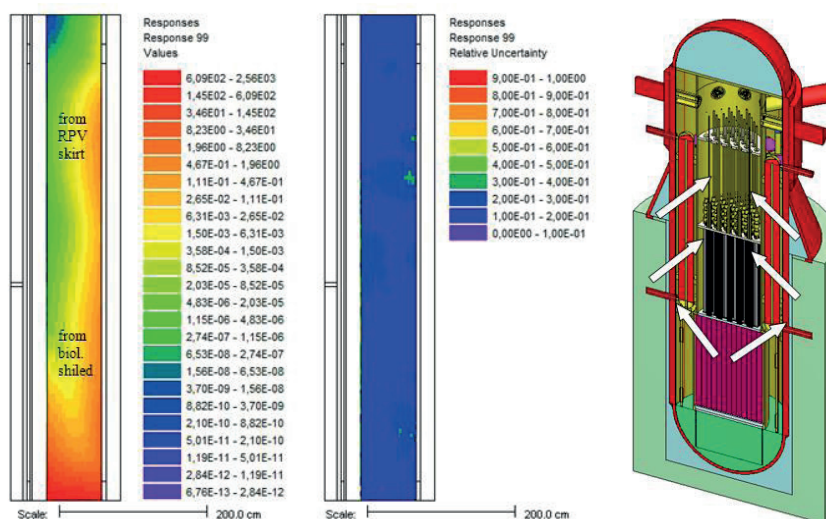 Responses
Response 99
Values
6,09E02 - 2,56E03
1,45E02 - 6,09E02
3,46E01 - 1,45E02
8,23E00 - 3,46E01
1,96E00 - 8,23E00
4,67E-01 - 1,96E00
1,11E-01 - 4,67E-01
2,65E-02 - 1,11E-01
6,31E-03 - 2,65E-02
1,50E-03 - 6,31E-03
3,58E-04 - 1,50E-03
8,52E-05 - 3,58E-04
2,03E-05 - 8,52E-05
4,83E-06 - 2,03E-05
1,15E-06 - 4,83E-06
2,74E-07 - 1,15E-06
6,53E-08 - 2,74E-07
1,56E-08 - 6,53E-08
3,70E-09 - 1,56E-08
8,82E-10 - 3,70E-09
2,10E-10 - 8,82E-10
5,01E-11 - 2,10E-10
1,19E-11 - 5,01E-11
2,84E-12 - 1,19E-11
6,76E-13 - 2,84E-12
from
RPV
skirt
from
biol.
shiled
Scale: 200.0 cm
Responses
Response 99
Relative Uncertainty
9,00E-01 - 1,00E00
8,00E-01 - 9,00E-01
7,00E-01 - 8,00E-01
6,00E-01 - 7,00E-01
5,00E-01 - 6,00E-01
4,00E-01 - 5,00E-01
3,00E-01 - 4,00E-01
2,00E-01 - 3,00E-01
1,00E-01 - 2,00E-01
0,00E00 - 1,00E-01
Scale: 200.0 cm